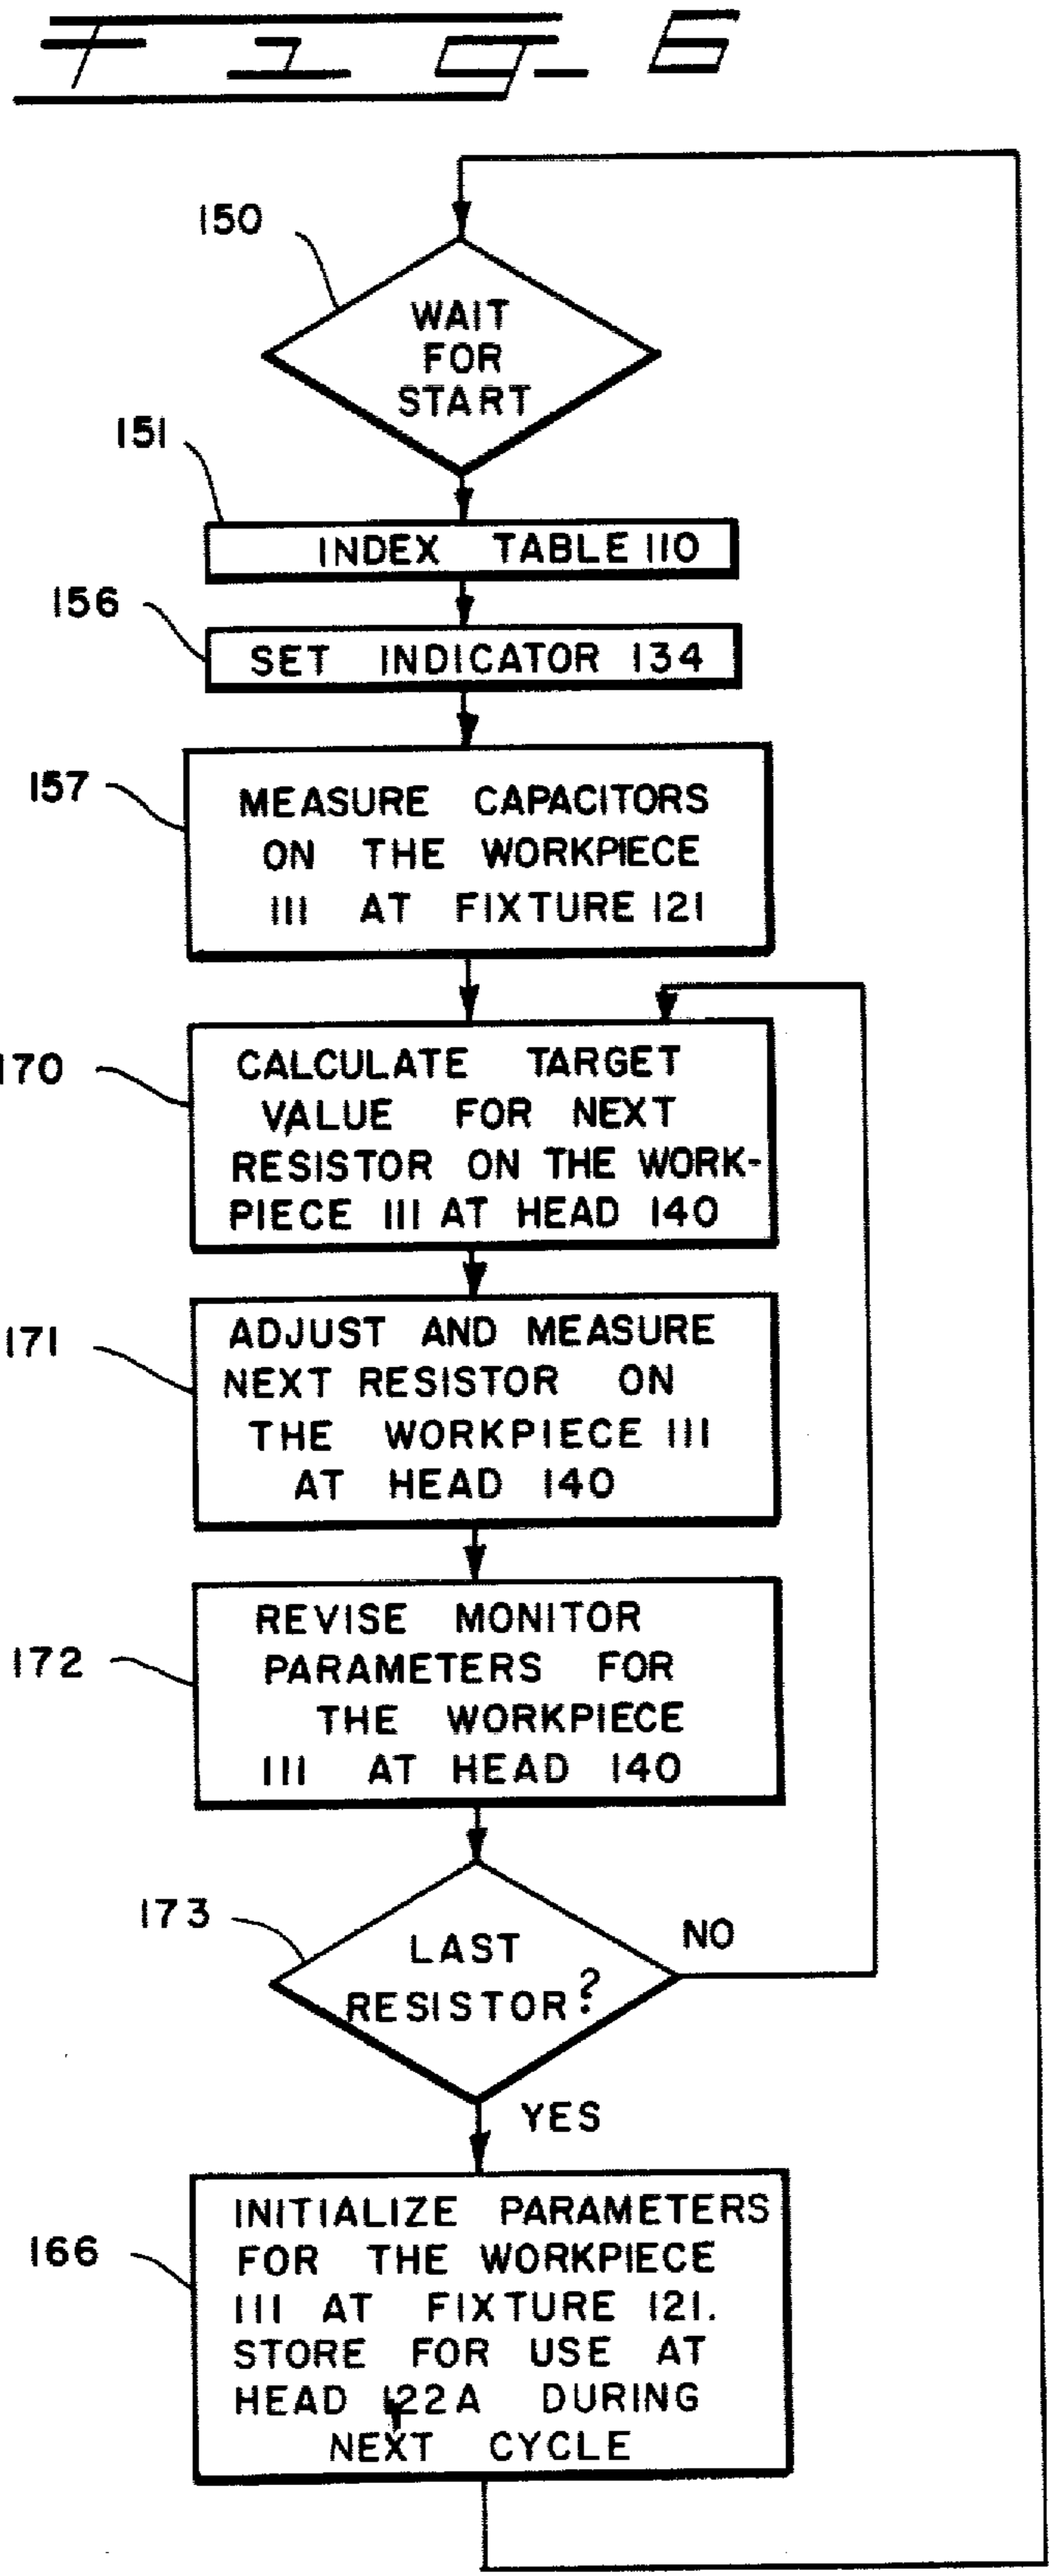 Fig_ 6
150
WAIT
FOR
START
151
INDEX TABLE 110
156
SET INDICATOR 134
157
MEASURE CAPACITORS
ON THE WORKPIECE
111 AT FIXTURE 121
170
CALCULATE TARGET
VALUE FOR NEXT
RESISTOR ON THE WORK-
PIECE 111 AT HEAD 140
171
ADJUST AND MEASURE
NEXT RESISTOR ON
THE WORKPIECE 111
AT HEAD 140
172
REVISE MONITOR
PARAMETERS FOR
THE WORKPIECE
111 AT HEAD 140
173
LAST
RESISTOR?
NO
YES
166
INITIALIZE PARAMETERS
FOR THE WORKPIECE
111 AT FIXTURE 121.
STORE FOR USE AT
HEAD 122A DURING
NEXT CYCLE